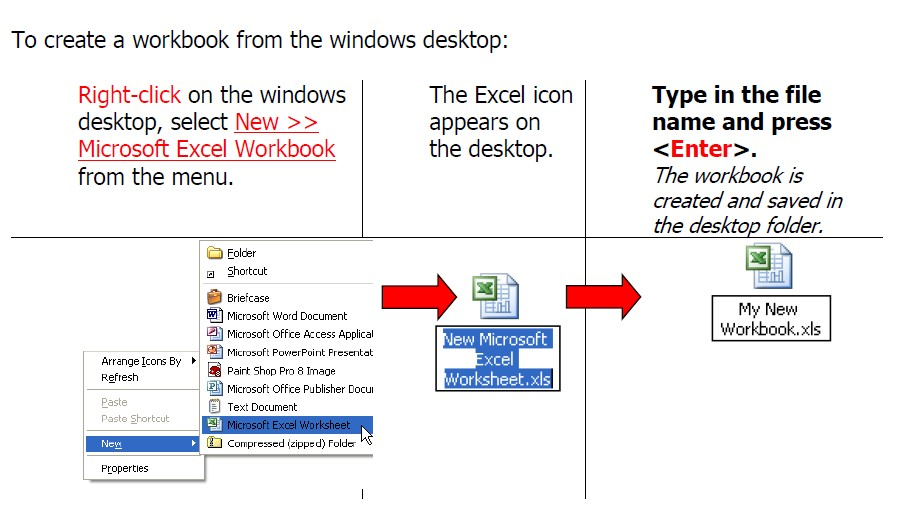 To create a workbook from the windows desktop:
Right-click on the windows
desktop, select New >>
Microsoft Excel Workbook
from the menu.
The Excel icon
appears on
the desktop.
Type in the file
name and press
<Enter>.
The workbook is
created and saved in
the desktop folder.
Folder
Shortcut
Briefcase
Microsoft Word Document
Microsoft Office Access Applicat
Microsoft PowerPoint Presentat
Paint Shop Pro 8 Image
Microsoft Office Publisher Docu
Text Document
Microsoft Excel Worksheet
Compressed (zipped) Folder
Arrange Icons By
Refresh
Paste
Paste Shortcut
New
Properties
New Microsoft
Excel
Worksheet.xls
My New
Workbook.xls